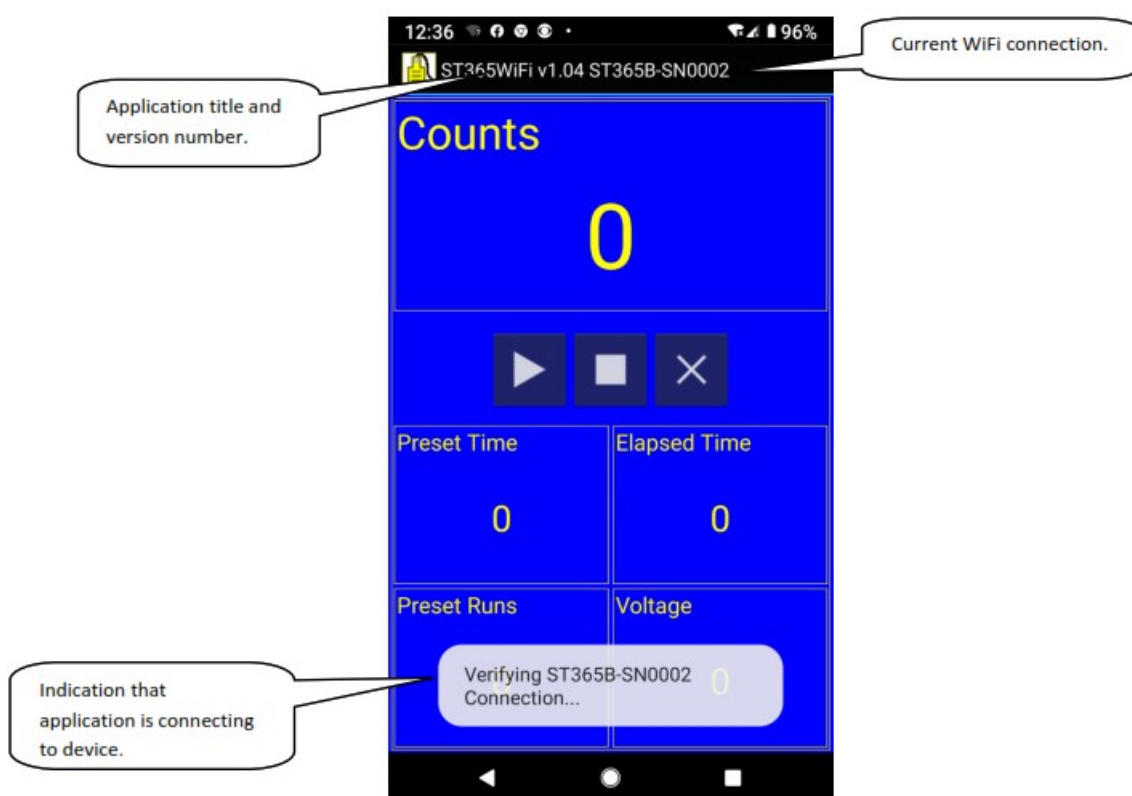 12:36
96%
ST365WiFi v1.04 ST365B-SN0002
Current WiFi connection.
Application title and
version number.
Counts
0
Preset Time
Elapsed Time
0
0
Preset Runs
Voltage
0
0
Verifying ST365B-SN0002
Connection...
Indication that
application is connecting
to device.